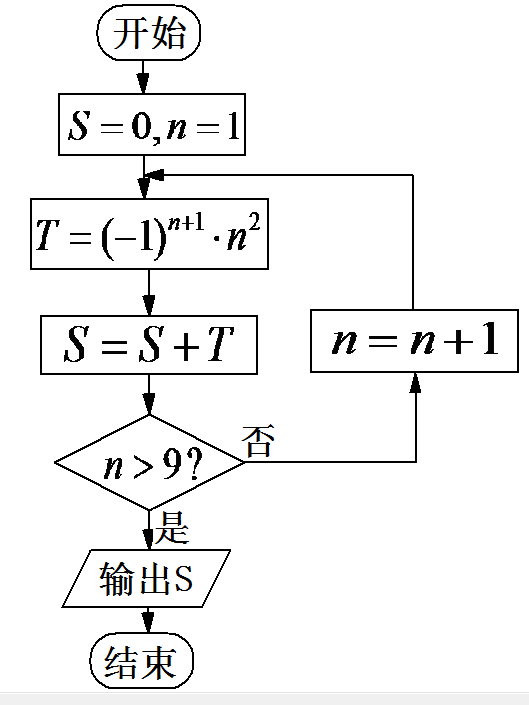 开始
S = 0, n = 1
T = (−1)^{n+1} · n^2
S = S + T
n = n + 1
n > 9?
否
是
输出S
结束